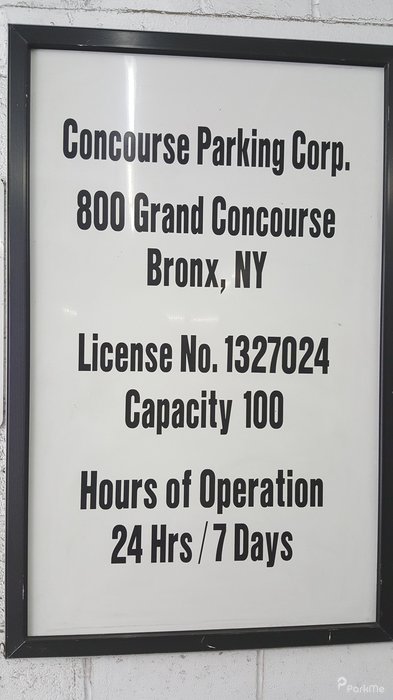 Concourse Parking Corp.
800 Grand Concourse
Bronx, NY
License No. 1327024
Capacity 100
Hours of Operation
24 Hrs / 7 Days
ParkMe